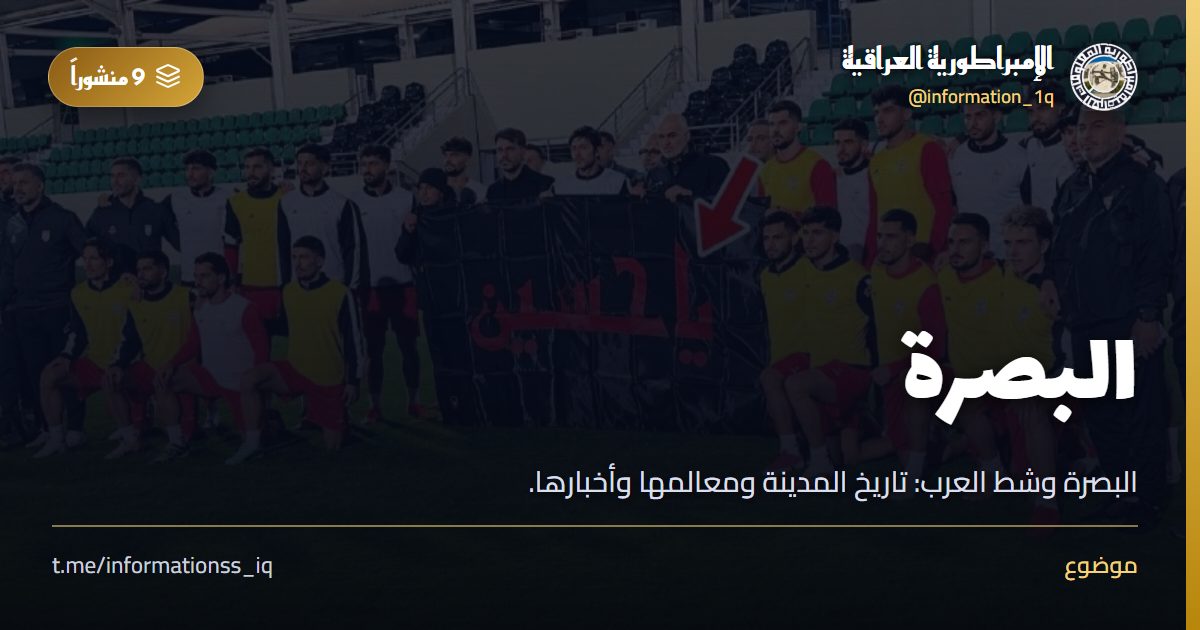 الإمبراطورية العراقية
@information_1q
9 منشوراً
يا حسين
البصرة
البصرة وشط العرب: تاريخ المدينة ومعالمها وأخبارها.
موضوع
t.me/informationss_iq